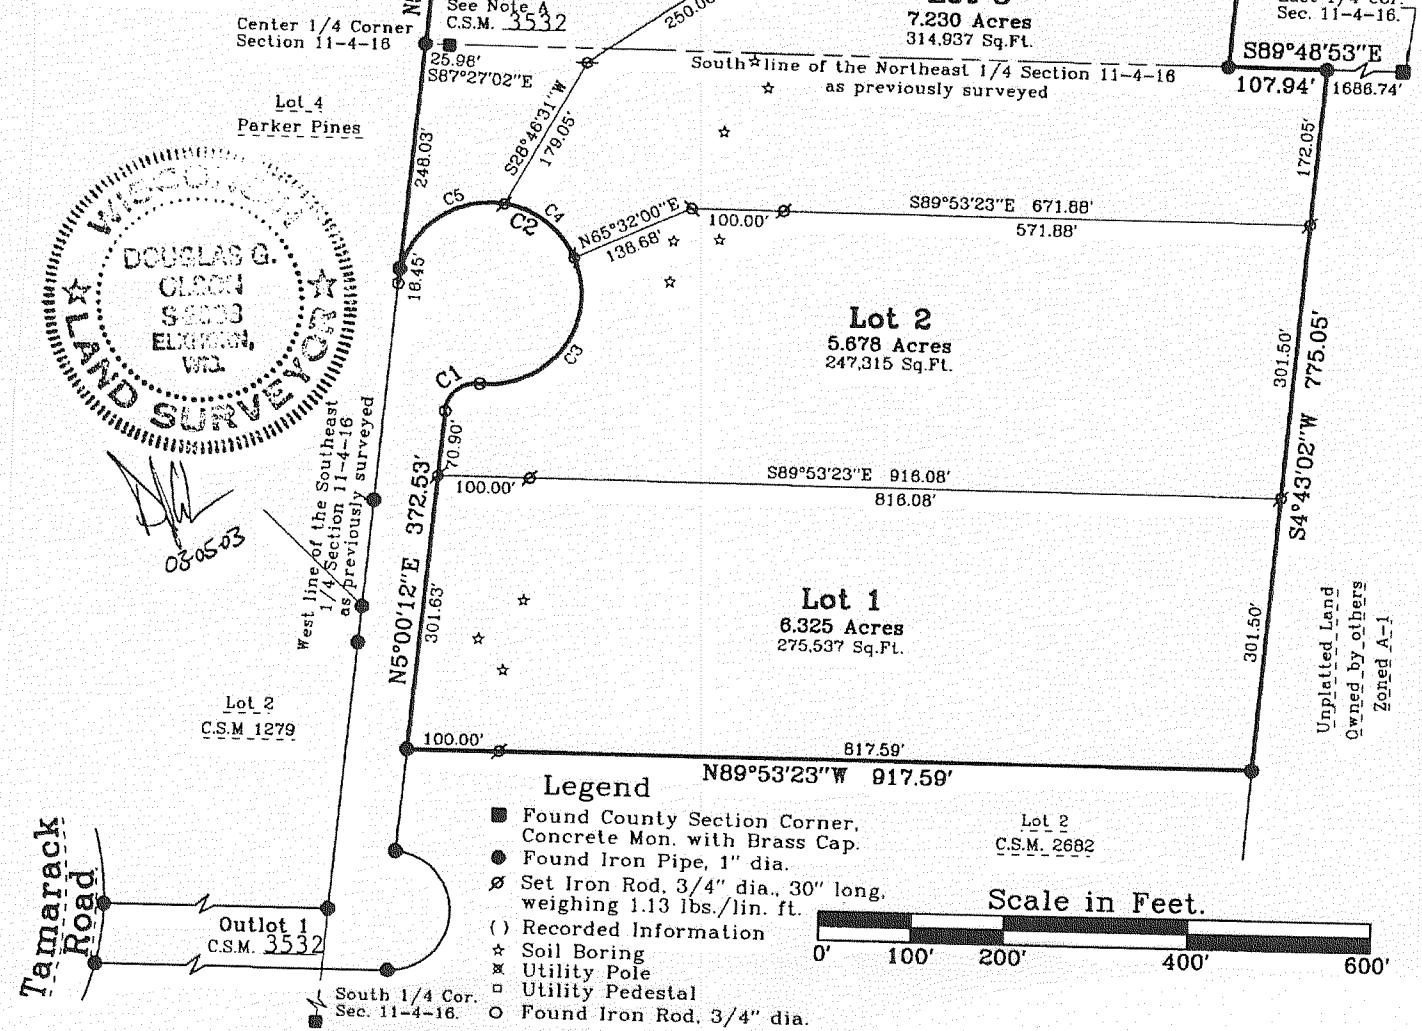 See Note A
C.S.M. 3532
Center 1/4 Corner
Section 11-4-16
25.98'
S87°27'02"E
7.230 Acres
314,937 Sq.Ft.
Sec. 11-4-16.
S89°48'53"E
107.94'
1686.74'
South line of the Northeast 1/4 Section 11-4-16
as previously surveyed
Lot 4
Parker Pines
248.03'
S28°46'31"W
179.05'
172.05'
WISCONSIN
DOUGLAS G.
OLSON
ELKHORN,
WIS.
LAND SURVEYOR
03-05-03
C5
C2
C4
N65°32'00"E
138.68'
100.00'
S89°53'23"E 671.88'
571.88'
16.45'
Lot 2
5.678 Acres
247,315 Sq.Ft.
C3
C1
301.50'
S4°43'02"W 775.05'
70.90'
100.00'
S89°53'23"E 916.08'
816.08'
West line of the Southeast
1/4 Section 11-4-16
as previously surveyed
N5°00'12"E 372.53'
301.63'
Lot 1
6.325 Acres
275,537 Sq.Ft.
301.50'
Unplatted Land
Owned by others
Zoned A-1
Lot 2
C.S.M 1279
100.00'
817.59'
N89°53'23"W 917.59'
Lot 2
C.S.M. 2682
Legend
Found County Section Corner,
Concrete Mon. with Brass Cap.
Found Iron Pipe, 1" dia.
Set Iron Rod, 3/4" dia., 30" long,
weighing 1.13 lbs./lin. ft.
( ) Recorded Information
Soil Boring
Utility Pole
Utility Pedestal
Found Iron Rod, 3/4" dia.
Scale in Feet.
0' 100' 200' 400' 600'
Tamarack
Road
Outlot 1
C.S.M. 3532
South 1/4 Cor.
Sec. 11-4-16.